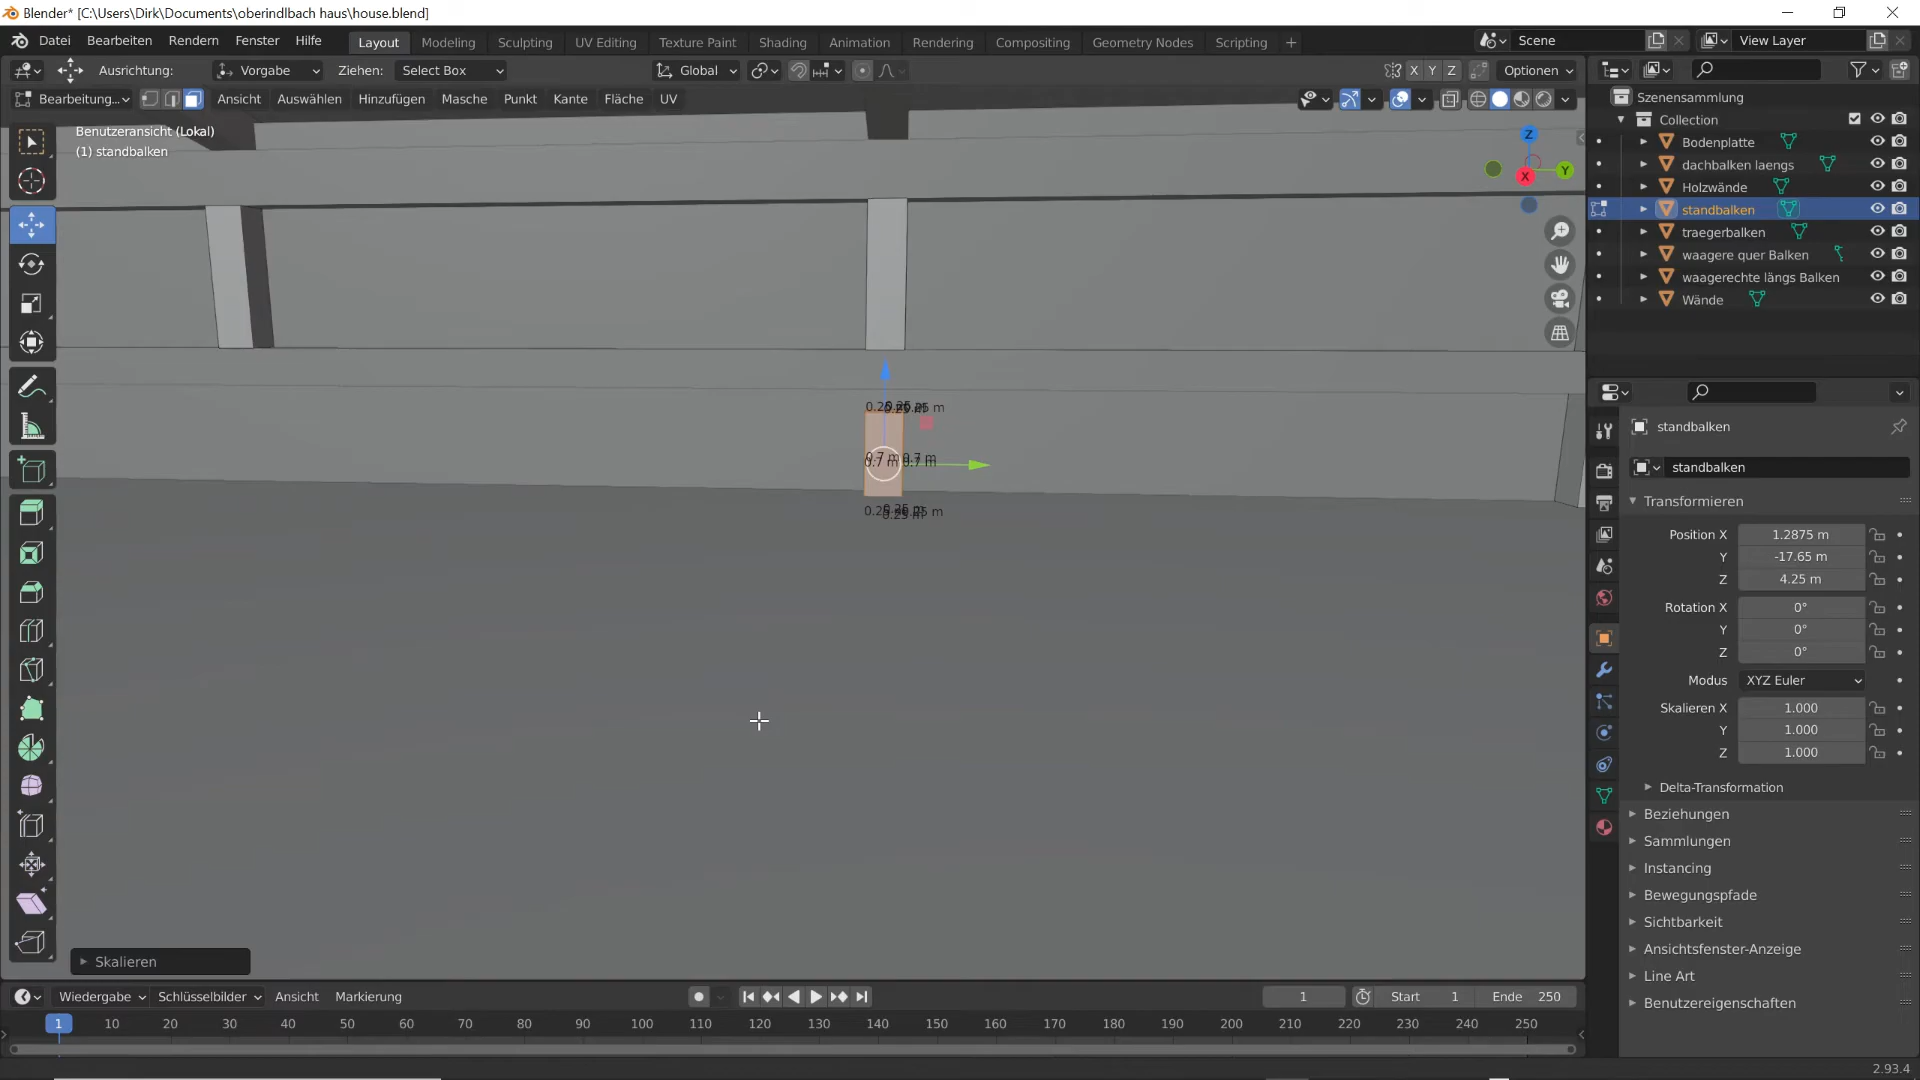 Blender* [C:\Users\Dirk\Documents\oberindlbach haus\house.blend]
Datei Bearbeiten Rendern Fenster Hilfe Layout Modeling Sculpting UV Editing Texture Paint Shading Animation Rendering Compositing Geometry Nodes Scripting + Scene View Layer
Ausrichtung: Vorgabe Ziehen: Select Box Global X Y Z Optionen
Bearbeitung... Ansicht Auswählen Hinzufügen Masche Punkt Kante Fläche UV
Benutzeransicht (Lokal)
(1) standbalken
Z
Y
X
0.7 m 0.7 m
Skalieren
Szenensammlung
Collection
Bodenplatte
dachbalken laengs
Holzwände
standbalken
traegerbalken
waagere quer Balken
waagerechte längs Balken
Wände
standbalken
standbalken
Transformieren
Position X 1.2875 m
Y -17.65 m
Z 4.25 m
Rotation X 0°
Y 0°
Z 0°
Modus XYZ Euler
Skalieren X 1.000
Y 1.000
Z 1.000
Delta-Transformation
Beziehungen
Sammlungen
Instancing
Bewegungspfade
Sichtbarkeit
Ansichtsfenster-Anzeige
Line Art
Benutzereigenschaften
Wiedergabe Schlüsselbilder Ansicht Markierung 1 Start 1 Ende 250
1 10 20 30 40 50 60 70 80 90 100 110 120 130 140 150 160 170 180 190 200 210 220 230 240 250
2.93.4